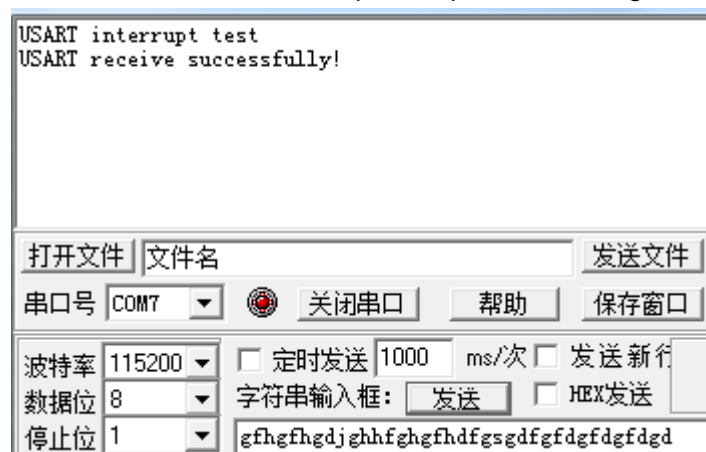 USART interrupt test
USART receive successfully!
打开文件 文件名 发送文件
串口号 COM7 关闭串口 帮助 保存窗口
波特率 115200 定时发送 1000 ms/次 发送新行
数据位 8 字符串输入框: 发送 HEX发送
停止位 1 gfhgfhgdjghhfghgfhdfgsgdfgfdgfdgfdgd